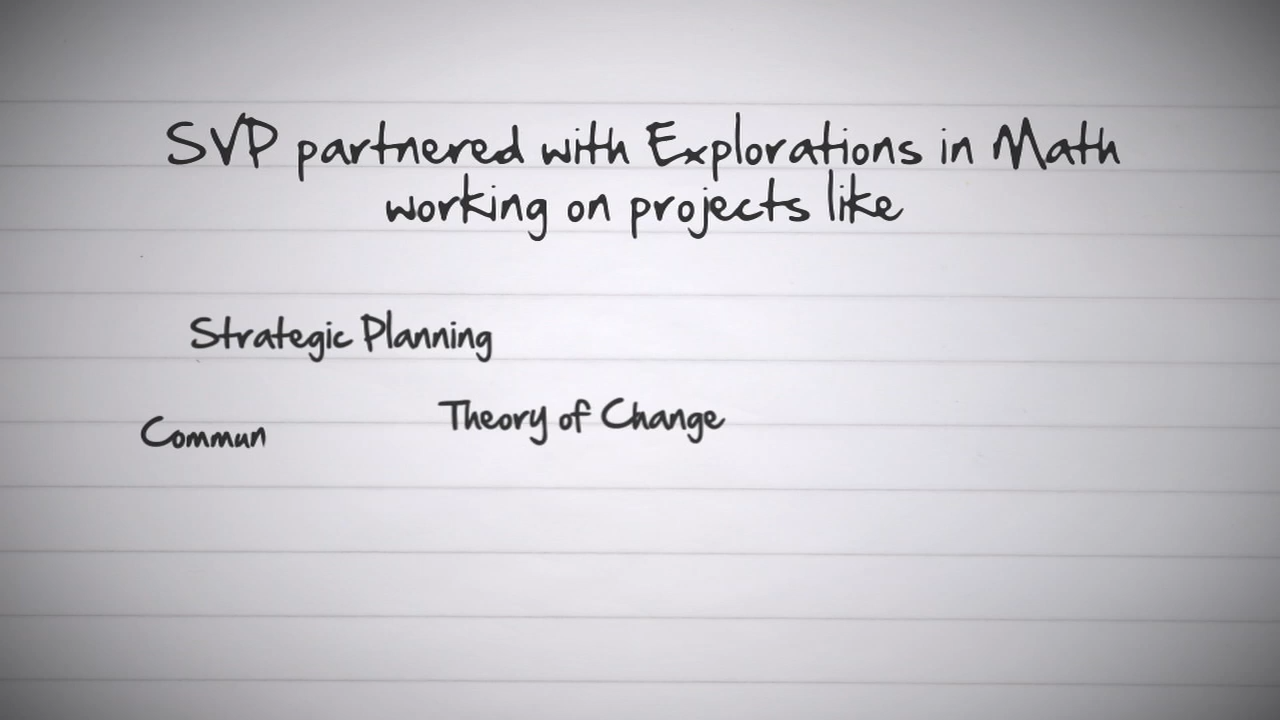 SVP partnered with Explorations in Math
working on projects like
Strategic Planning
Theory of Change
Commun